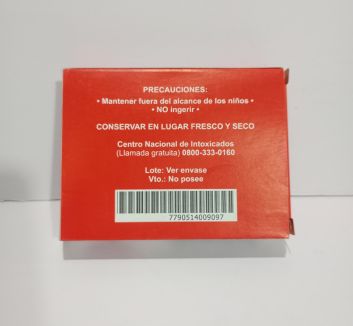 PRECAUCIONES:
• Mantener fuera del alcance de los niños •
• NO ingerir •
CONSERVAR EN LUGAR FRESCO Y SECO
Centro Nacional de Intoxicados
(Llamada gratuita) 0800-333-0160
Lote: Ver envase
Vto.: No posee
7790514009097